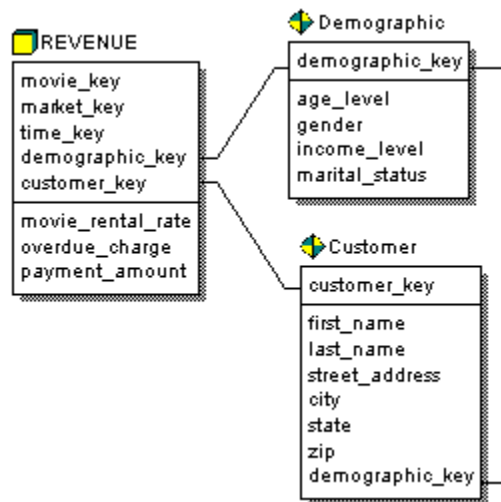 REVENUE
movie_key
market_key
time_key
demographic_key
customer_key
movie_rental_rate
overdue_charge
payment_amount
Demographic
demographic_key
age_level
gender
income_level
marital_status
Customer
customer_key
first_name
last_name
street_address
city
state
zip
demographic_key